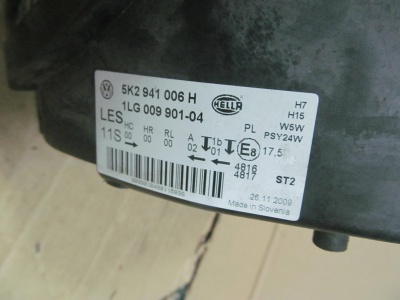 5K2 941 006 H
1LG 009 901-04
HELLA
H7
H15
W5W
PSY24W
LES
HC HR RL A 1b PL
11S 00 00 00 02 01 E8 17.5
4816
4817
ST2
26.11.2009
Made in Slovenia